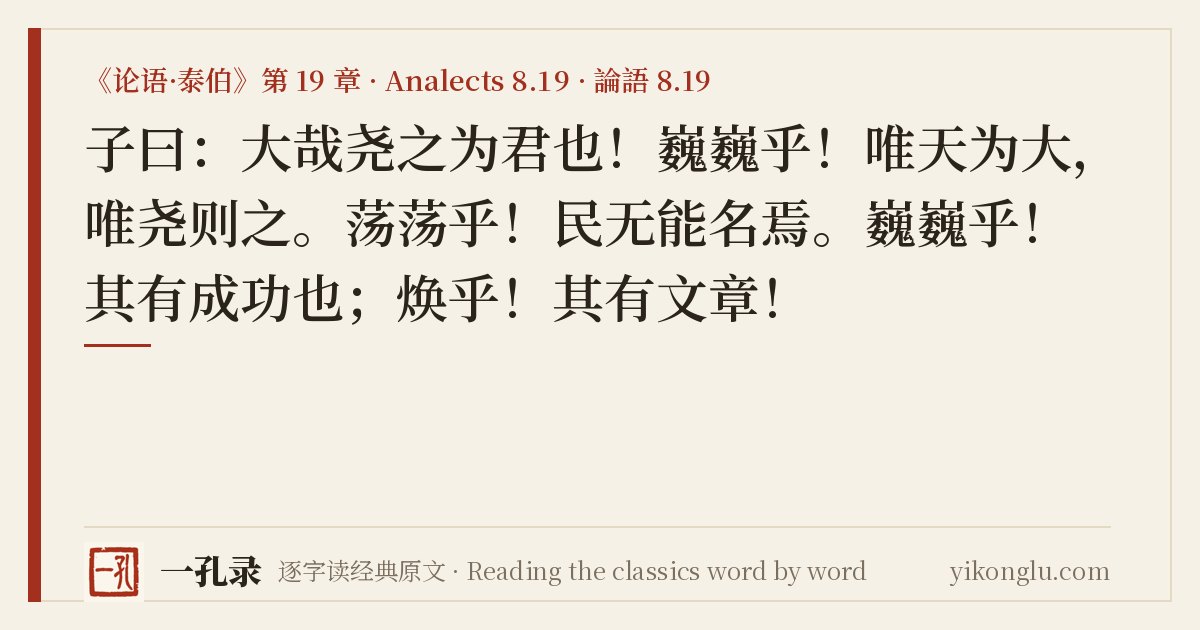 《论语·泰伯》第 19 章 · Analects 8.19 · 論語 8.19
子曰：大哉尧之为君也！巍巍乎！唯天为大，
唯尧则之。荡荡乎！民无能名焉。巍巍乎！
其有成功也；焕乎！其有文章！
一孔
一孔录 逐字读经典原文 · Reading the classics word by word yikonglu.com